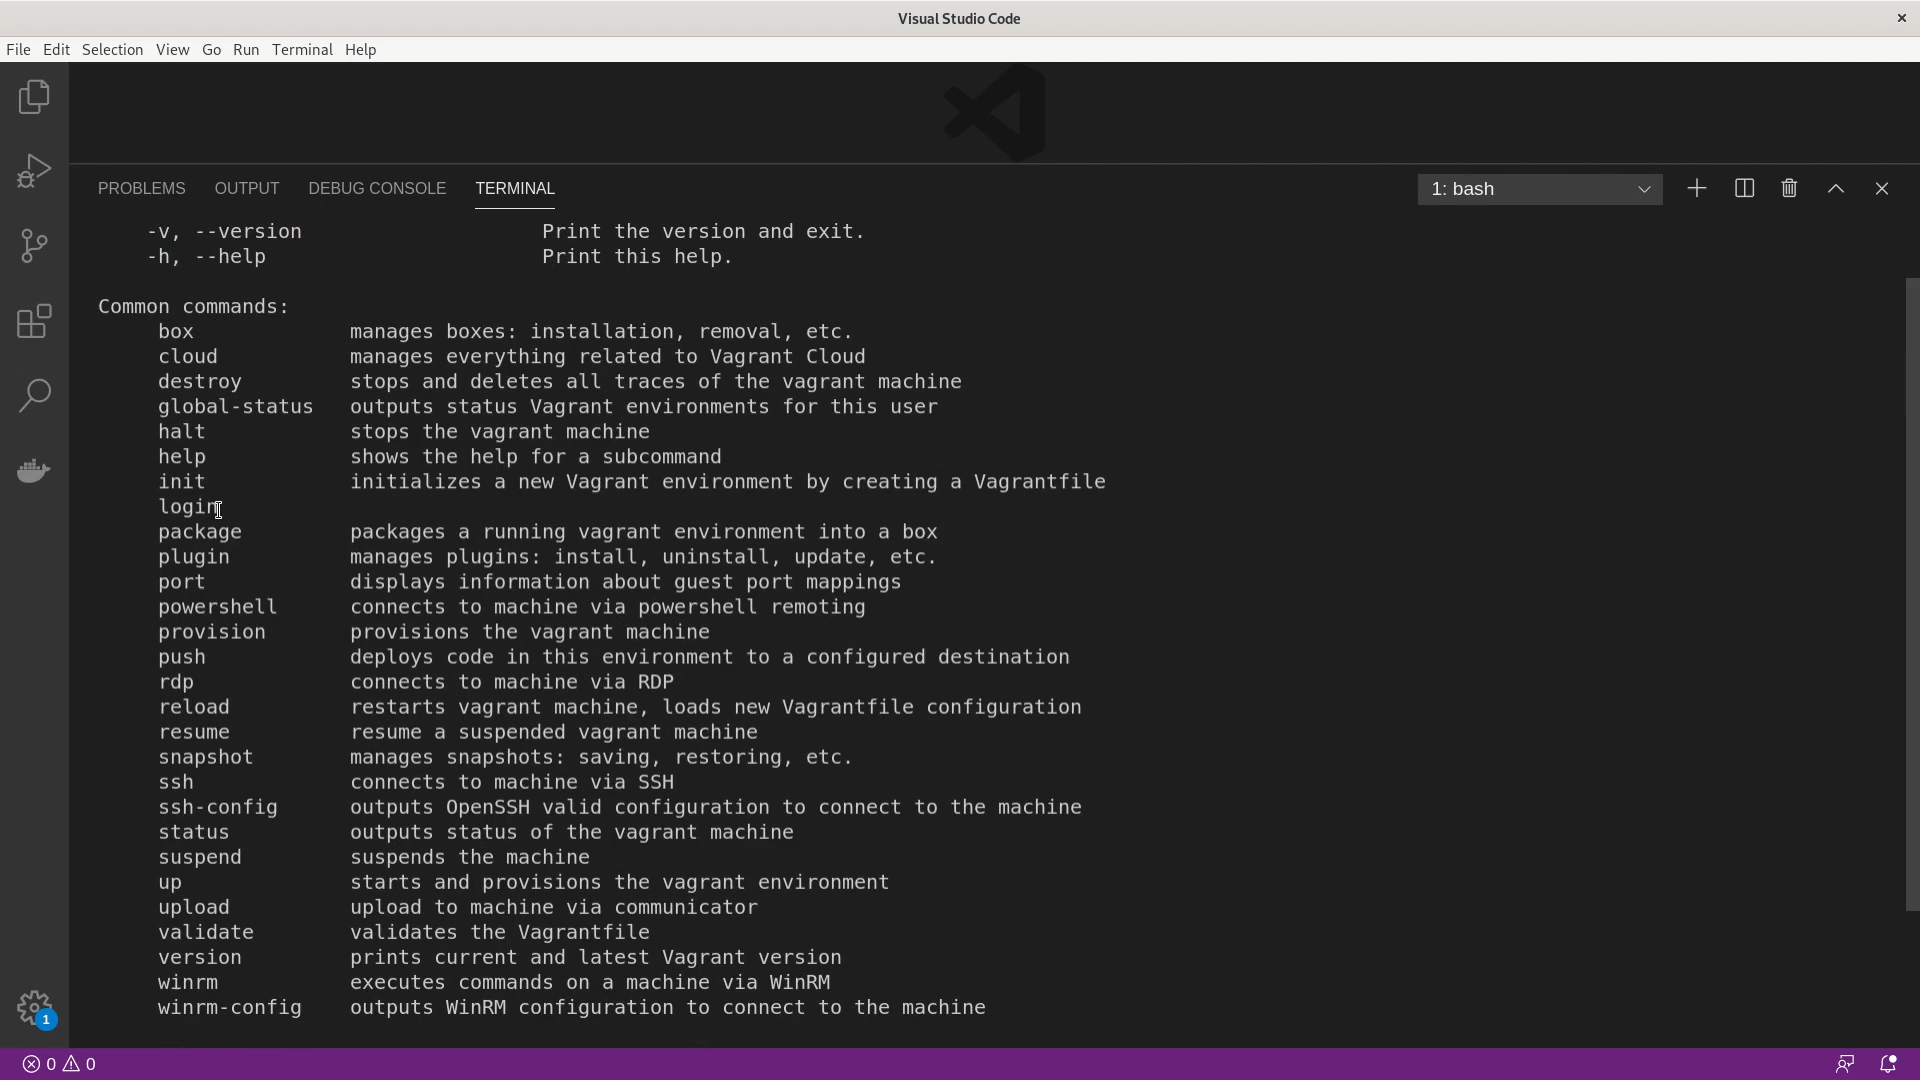 Visual Studio Code
File Edit Selection View Go Run Terminal Help
PROBLEMS OUTPUT DEBUG CONSOLE TERMINAL 1: bash
-v, --version Print the version and exit.
-h, --help Print this help.
Common commands:
box manages boxes: installation, removal, etc.
cloud manages everything related to Vagrant Cloud
destroy stops and deletes all traces of the vagrant machine
global-status outputs status Vagrant environments for this user
halt stops the vagrant machine
help shows the help for a subcommand
init initializes a new Vagrant environment by creating a Vagrantfile
login
package packages a running vagrant environment into a box
plugin manages plugins: install, uninstall, update, etc.
port displays information about guest port mappings
powershell connects to machine via powershell remoting
provision provisions the vagrant machine
push deploys code in this environment to a configured destination
rdp connects to machine via RDP
reload restarts vagrant machine, loads new Vagrantfile configuration
resume resume a suspended vagrant machine
snapshot manages snapshots: saving, restoring, etc.
ssh connects to machine via SSH
ssh-config outputs OpenSSH valid configuration to connect to the machine
status outputs status of the vagrant machine
suspend suspends the machine
up starts and provisions the vagrant environment
upload upload to machine via communicator
validate validates the Vagrantfile
version prints current and latest Vagrant version
winrm executes commands on a machine via WinRM
winrm-config outputs WinRM configuration to connect to the machine
1
0 0